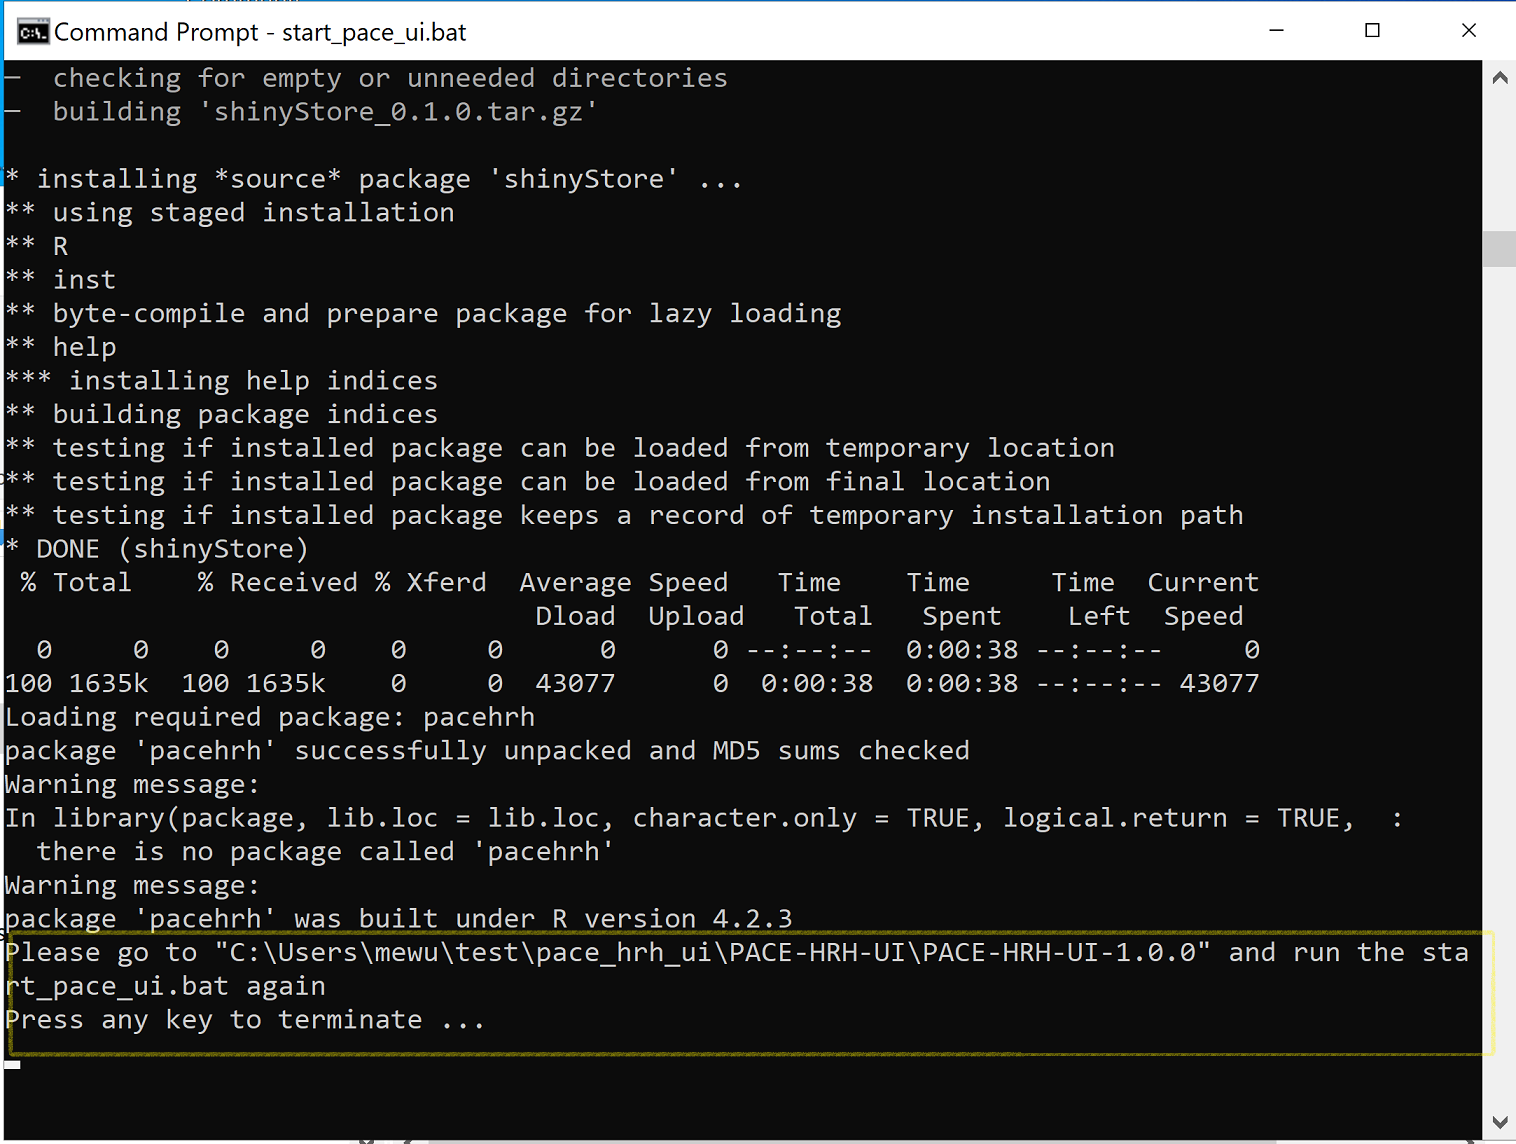 Command Prompt - start_pace_ui.bat
─  checking for empty or unneeded directories
─  building 'shinyStore_0.1.0.tar.gz'
* installing *source* package 'shinyStore' ...
** using staged installation
** R
** inst
** byte-compile and prepare package for lazy loading
** help
*** installing help indices
** building package indices
** testing if installed package can be loaded from temporary location
** testing if installed package can be loaded from final location
** testing if installed package keeps a record of temporary installation path
* DONE (shinyStore)
 % Total    % Received % Xferd  Average Speed   Time    Time     Time  Current
                                 Dload  Upload   Total   Spent    Left  Speed
  0     0    0     0    0     0      0      0 --:--:--  0:00:38 --:--:--     0
100 1635k  100 1635k    0     0  43077      0  0:00:38  0:00:38 --:--:-- 43077
Loading required package: pacehrh
package 'pacehrh' successfully unpacked and MD5 sums checked
Warning message:
In library(package, lib.loc = lib.loc, character.only = TRUE, logical.return = TRUE,  :
  there is no package called 'pacehrh'
Warning message:
package 'pacehrh' was built under R version 4.2.3
Please go to "C:\Users\mewu\test\pace_hrh_ui\PACE-HRH-UI\PACE-HRH-UI-1.0.0" and run the sta
rt_pace_ui.bat again
Press any key to terminate ...